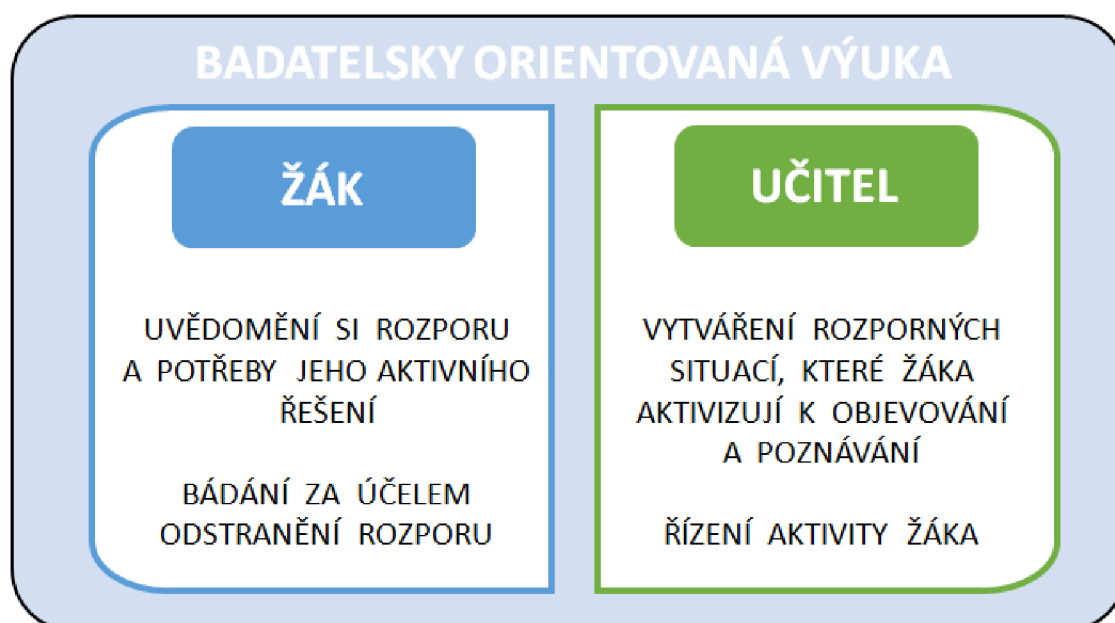 BADATELSKY ORIENTOVANÁ VÝUKA
ŽÁK
UVĚDOMĚNÍ SI ROZPORU
A POTŘEBY JEHO AKTIVNÍHO
ŘEŠENÍ
BÁDÁNÍ ZA ÚČELEM
ODSTRANĚNÍ ROZPORU
UČITEL
VYTVÁŘENÍ ROZPORNÝCH
SITUACÍ, KTERÉ ŽÁKA
AKTIVIZUJÍ K OBJEVOVÁNÍ
A POZNÁVÁNÍ
ŘÍZENÍ AKTIVITY ŽÁKA